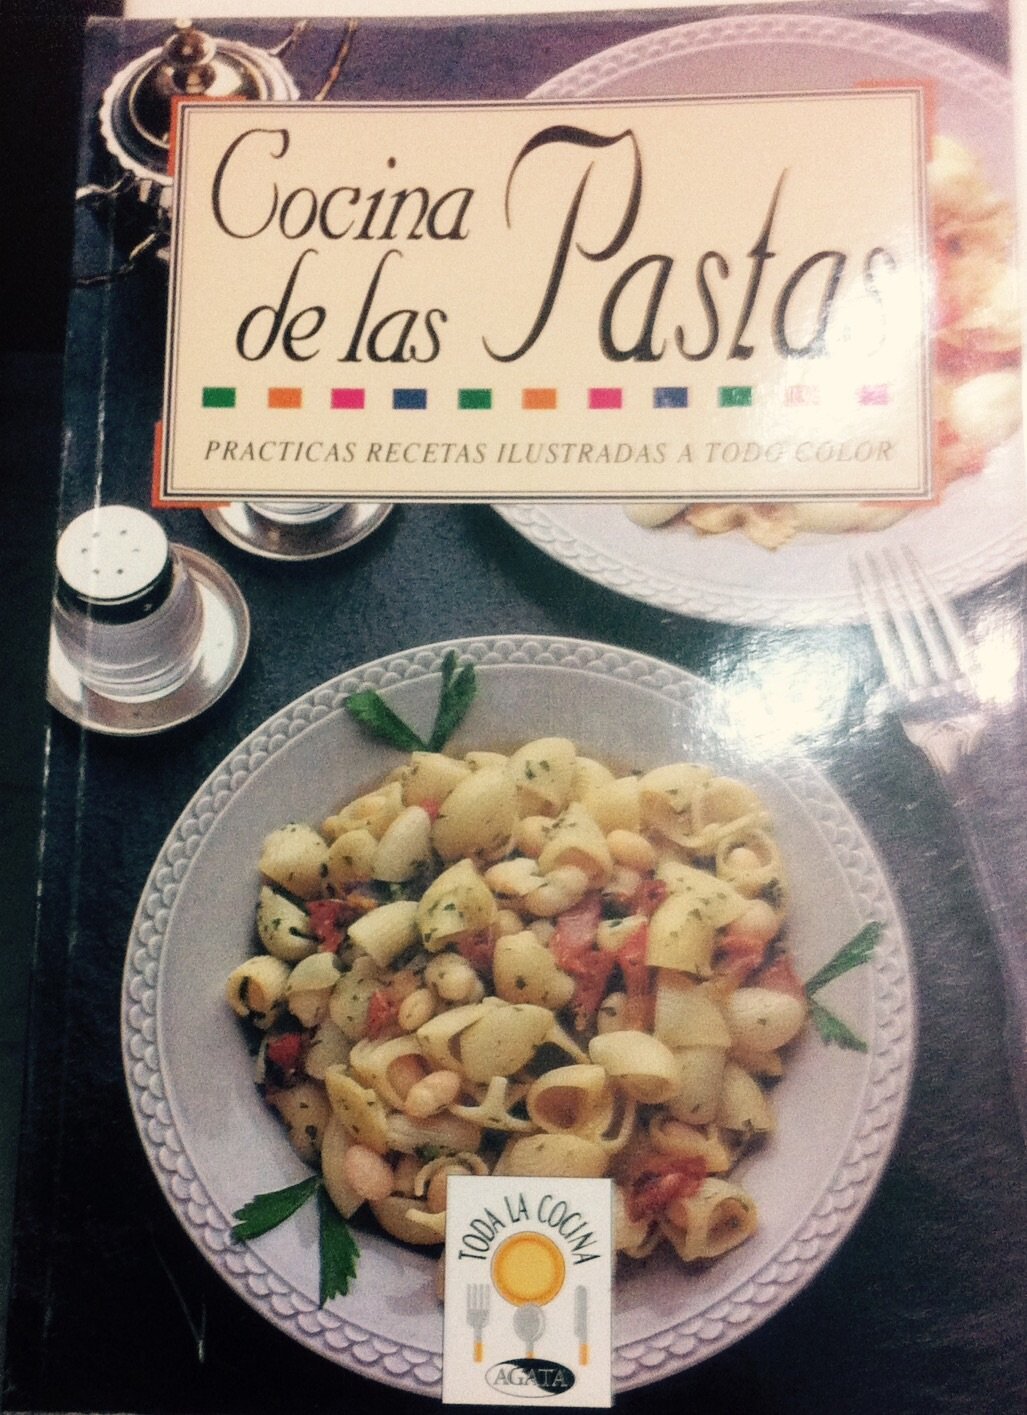 Cocina
de las Pastas
PRACTICAS RECETAS ILUSTRADAS A TODO COLOR
TODA LA COCINA
AGATA